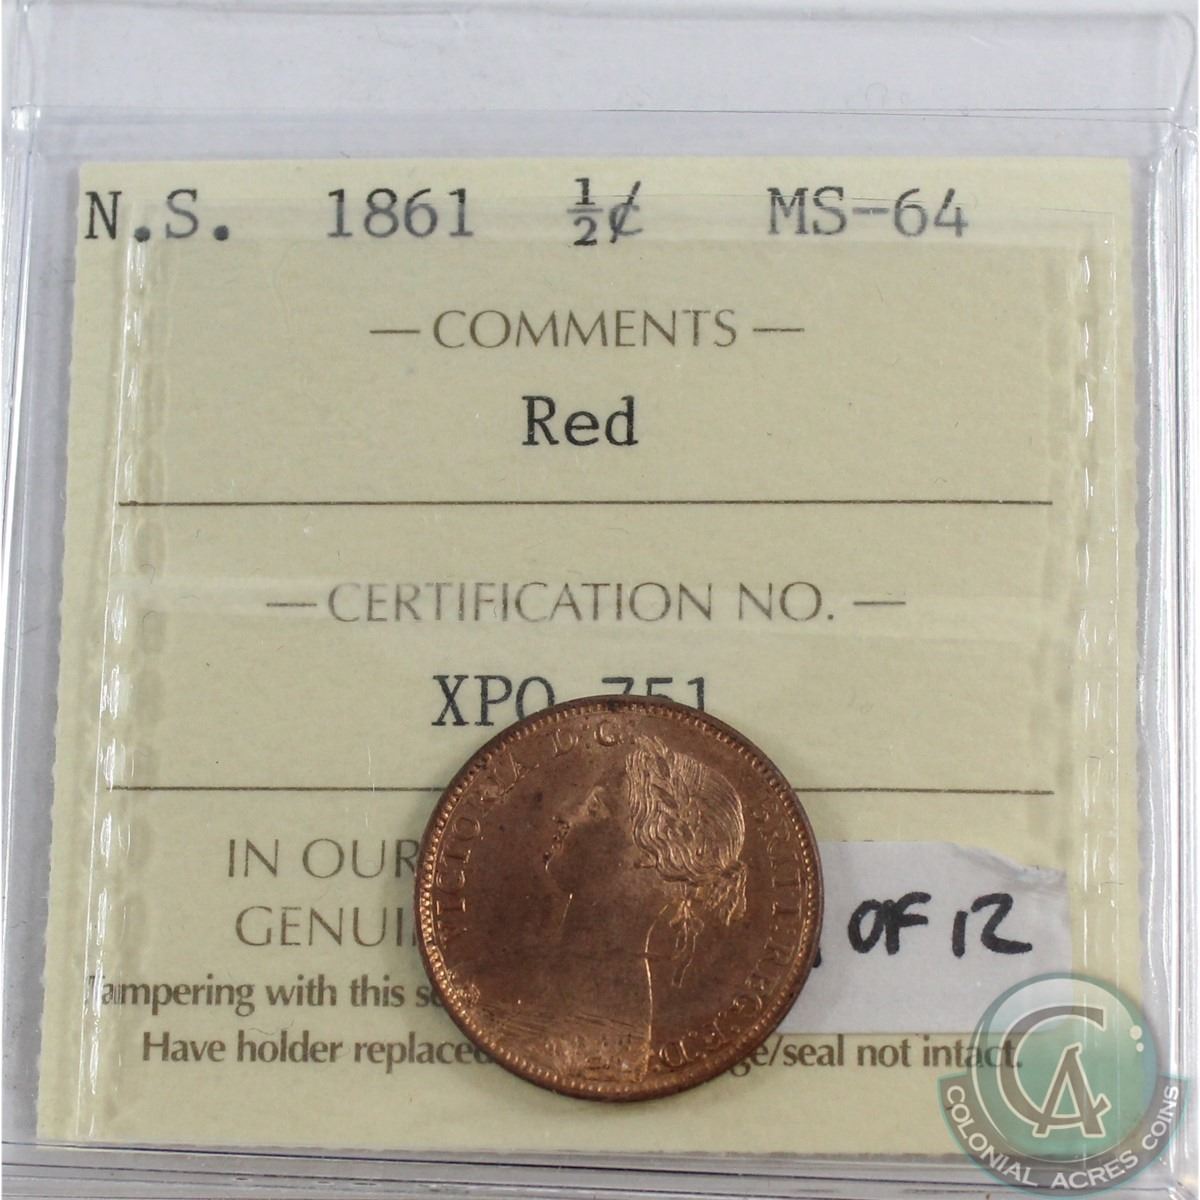 N.S. 1861 ½¢ MS-64
— COMMENTS —
Red
— CERTIFICATION NO. —
XPO 751
VICTORIA D:G: BRITT:REG:F:D:
IN OUR
GENUI
OF 12
Tampering with this
Have holder replaced ge/seal not intact.
CA
COLONIAL ACRES COINS